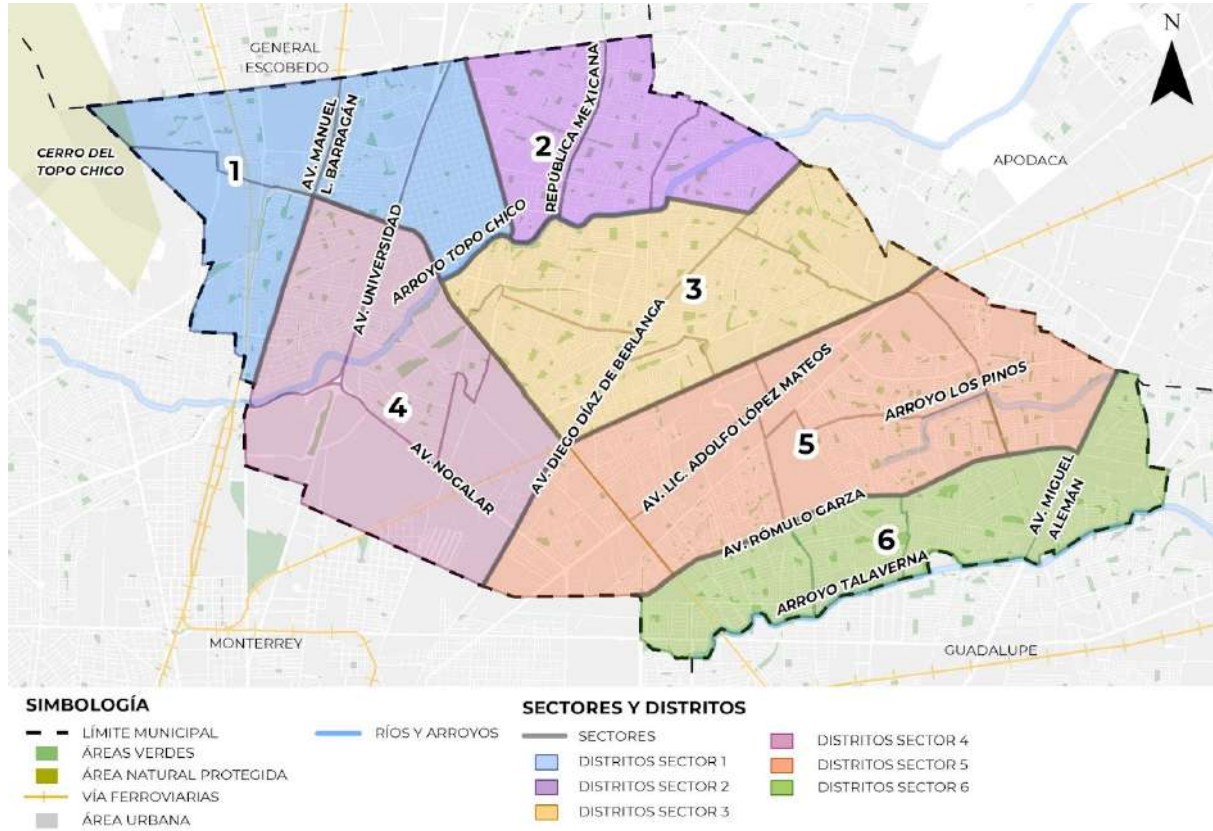 N
GENERAL
ESCOBEDO
CERRO DEL
TOPO CHICO
1
AV. MANUEL
L. BARRAGÁN
2
REPÚBLICA MEXICANA
APODACA
AV. UNIVERSIDAD
ARROYO TOPO CHICO
3
AV. DIEGO DÍAZ DE BERLANGA
4
AV. NOGALAR
AV. LIC. ADOLFO LÓPEZ MATEOS
ARROYO LOS PINOS
5
AV. RÓMULO GARZA
AV. MIGUEL
ALEMÁN
6
ARROYO TALAVERNA
MONTERREY
GUADALUPE
SIMBOLOGÍA
LÍMITE MUNICIPAL
ÁREAS VERDES
ÁREA NATURAL PROTEGIDA
VÍA FERROVIARIAS
ÁREA URBANA
RÍOS Y ARROYOS
SECTORES Y DISTRITOS
SECTORES
DISTRITOS SECTOR 1
DISTRITOS SECTOR 2
DISTRITOS SECTOR 3
DISTRITOS SECTOR 4
DISTRITOS SECTOR 5
DISTRITOS SECTOR 6